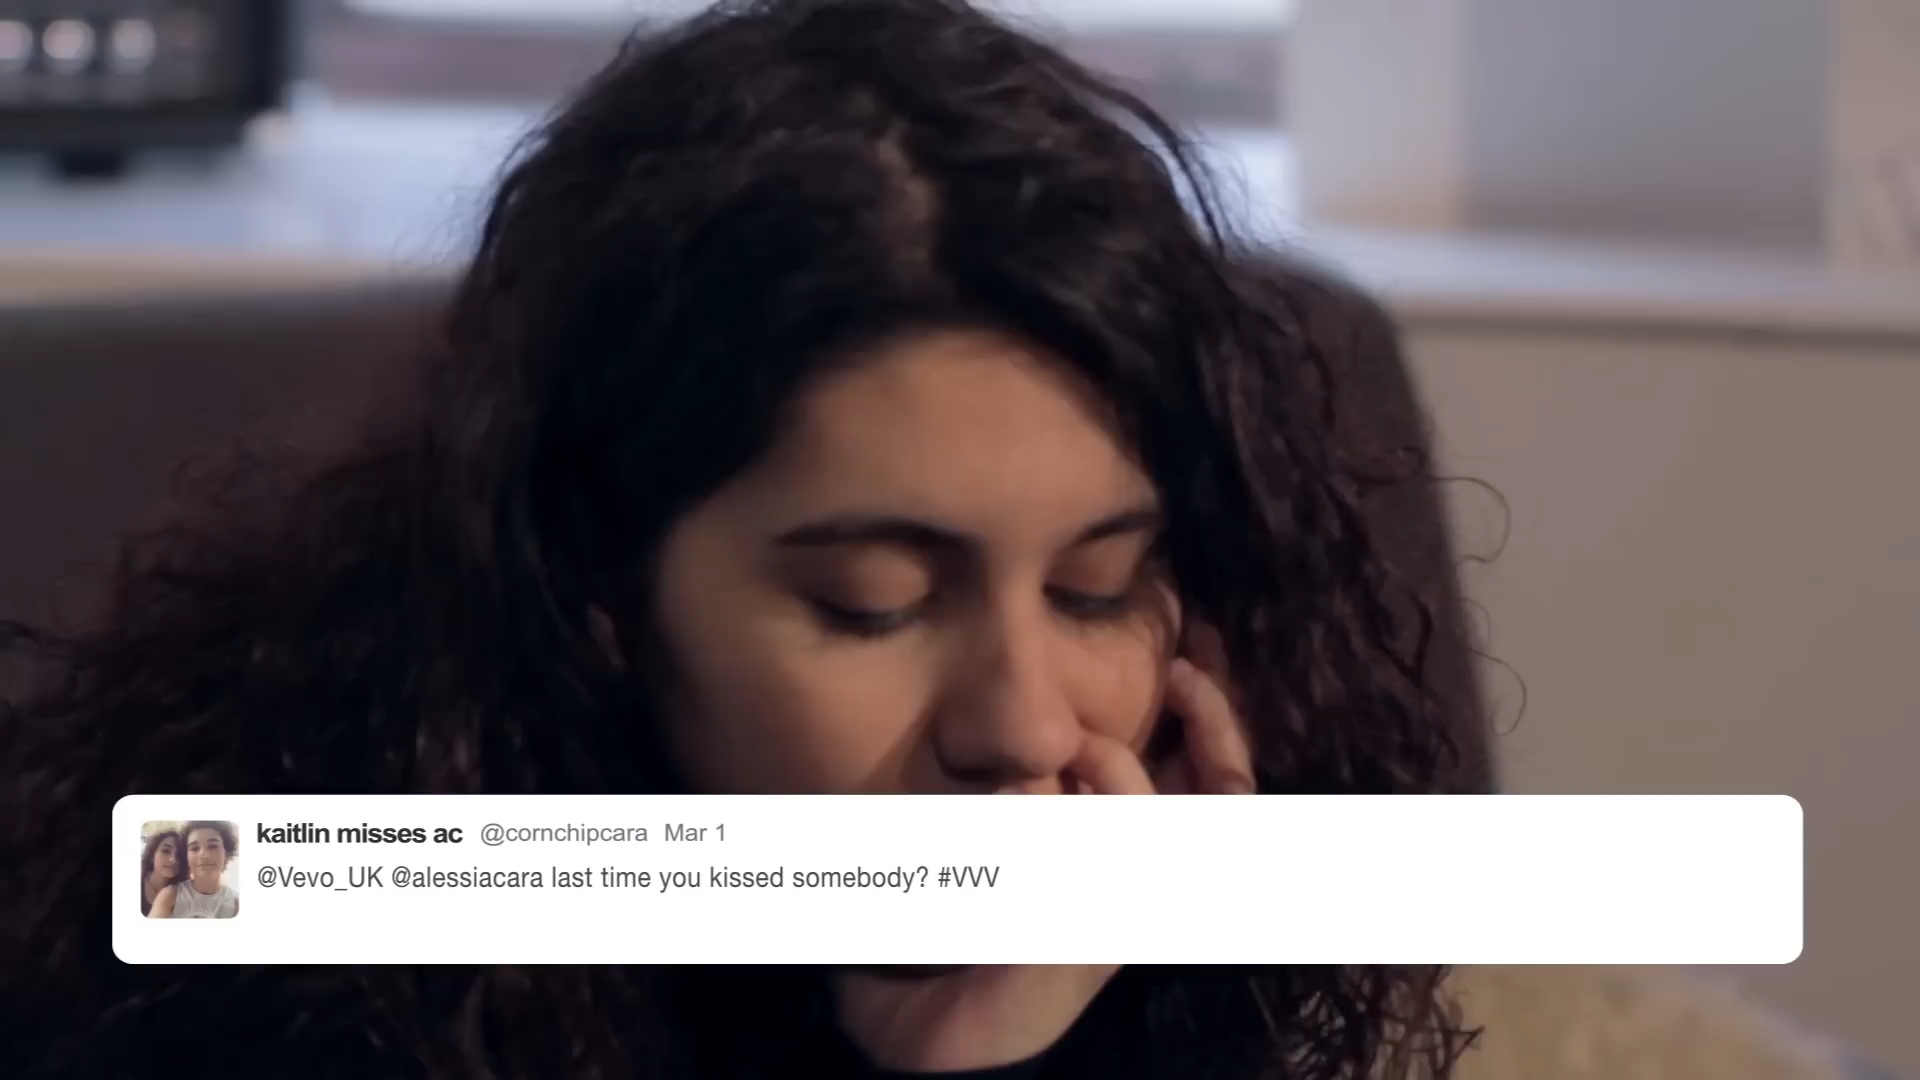 kaitlin misses ac @cornchipcara Mar 1
@Vevo_UK @alessiacara last time you kissed somebody? #VVV